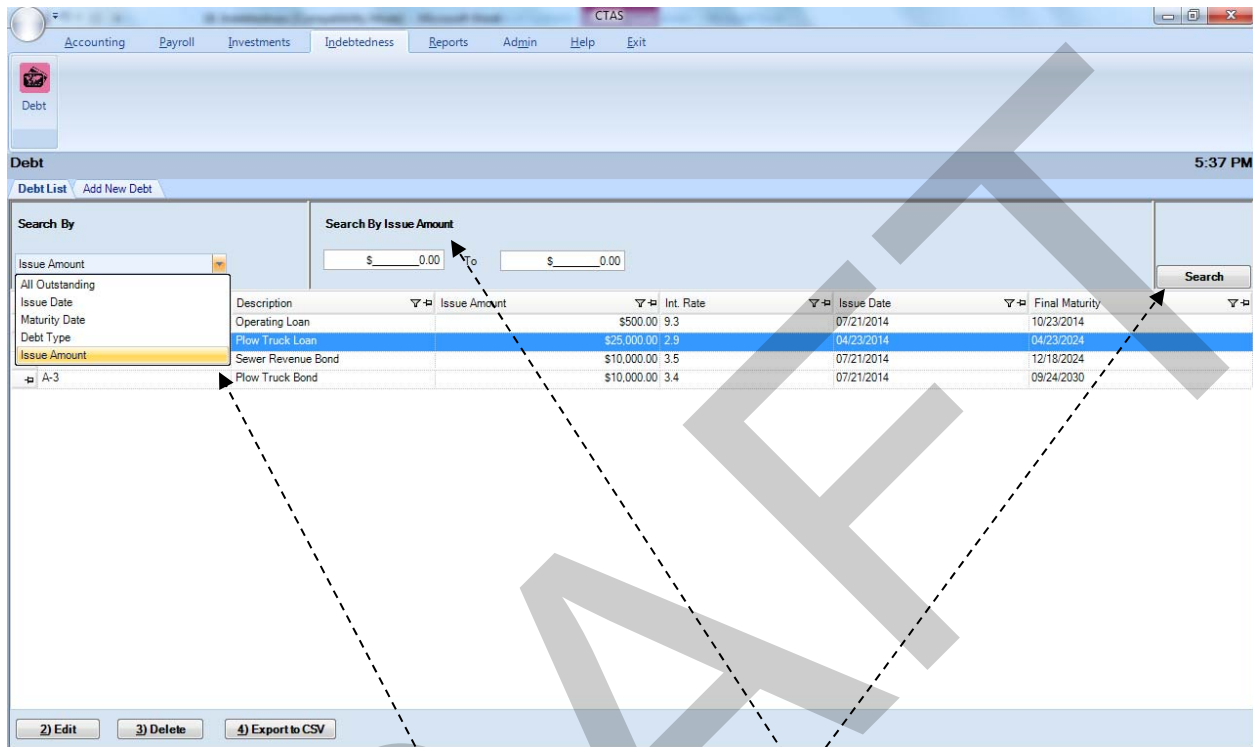 CTAS
Accounting Payroll Investments Indebtedness Reports Admin Help Exit
Debt
Debt 5:37 PM
Debt List Add New Debt
Search By Search By Issue Amount
Issue Amount $_______0.00 To $_______0.00
Search
All Outstanding
Issue Date
Maturity Date
Debt Type
Issue Amount
Description Issue Amount Int. Rate Issue Date Final Maturity
Operating Loan $500.00 9.3 07/21/2014 10/23/2014
Plow Truck Loan $25,000.00 2.9 04/23/2014 04/23/2024
Sewer Revenue Bond $10,000.00 3.5 07/21/2014 12/18/2024
A-3 Plow Truck Bond $10,000.00 3.4 07/21/2014 09/24/2030
2) Edit 3) Delete 4) Export to CSV